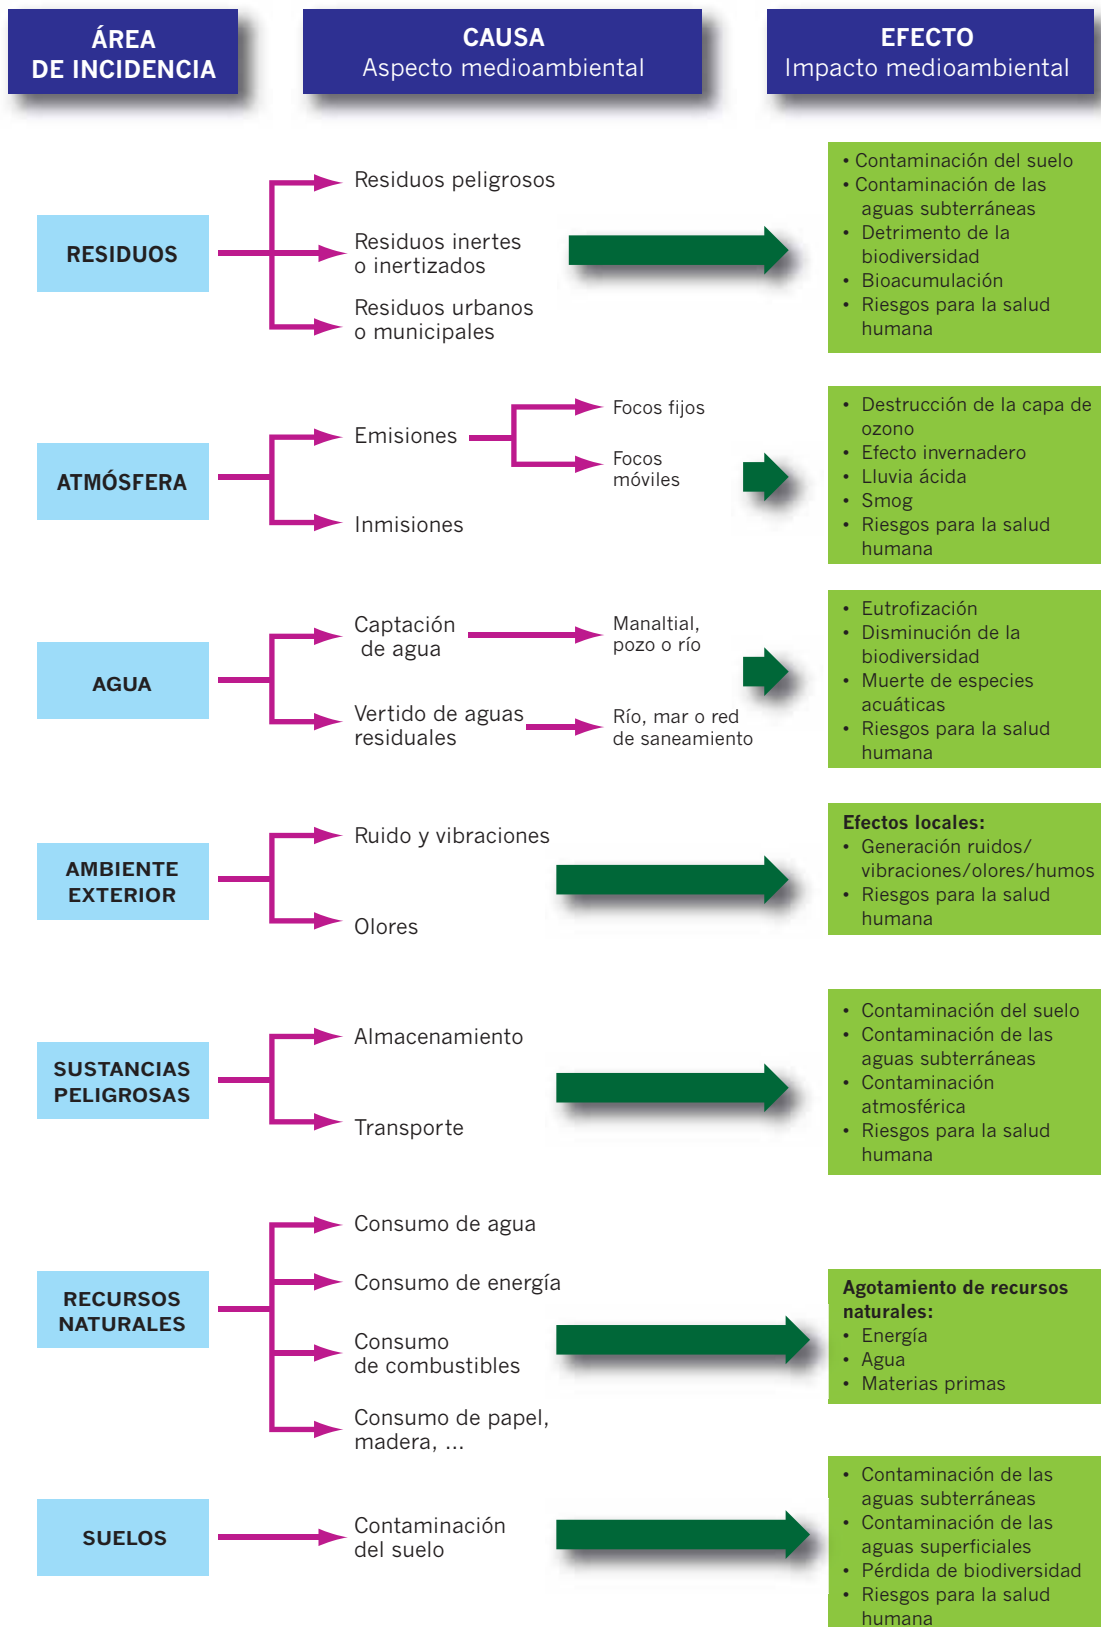 ÁREA
DE INCIDENCIA
CAUSA
Aspecto medioambiental
EFECTO
Impacto medioambiental
RESIDUOS
Residuos peligrosos
Residuos inertes
o inertizados
Residuos urbanos
o municipales
• Contaminación del suelo
• Contaminación de las
aguas subterráneas
• Detrimento de la
biodiversidad
• Bioacumulación
• Riesgos para la salud
humana
ATMÓSFERA
Emisiones
Focos fijos
Focos
móviles
Inmisiones
• Destrucción de la capa de
ozono
• Efecto invernadero
• Lluvia ácida
• Smog
• Riesgos para la salud
humana
AGUA
Captación
de agua
Manaltial,
pozo o río
Vertido de aguas
residuales
Río, mar o red
de saneamiento
• Eutrofización
• Disminución de la
biodiversidad
• Muerte de especies
acuáticas
• Riesgos para la salud
humana
AMBIENTE
EXTERIOR
Ruido y vibraciones
Olores
Efectos locales:
• Generación ruidos/
vibraciones/olores/humos
• Riesgos para la salud
humana
SUSTANCIAS
PELIGROSAS
Almacenamiento
Transporte
• Contaminación del suelo
• Contaminación de las
aguas subterráneas
• Contaminación
atmosférica
• Riesgos para la salud
humana
RECURSOS
NATURALES
Consumo de agua
Consumo de energía
Consumo
de combustibles
Consumo de papel,
madera, ...
Agotamiento de recursos
naturales:
• Energía
• Agua
• Materias primas
SUELOS
Contaminación
del suelo
• Contaminación de las
aguas subterráneas
• Contaminación de las
aguas superficiales
• Pérdida de biodiversidad
• Riesgos para la salud
humana